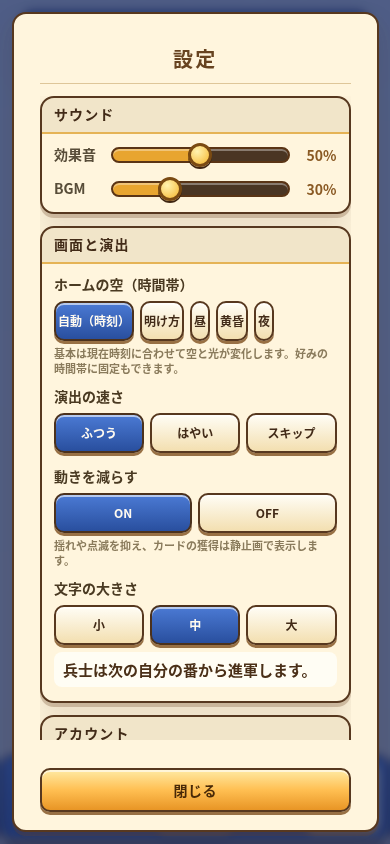 設定
サウンド
効果音 50%
BGM 30%
画面と演出
ホームの空（時間帯）
自動（時刻） 明け方 昼 黄昏 夜
基本は現在時刻に合わせて空と光が変化します。好みの
時間帯に固定もできます。
演出の速さ
ふつう はやい スキップ
動きを減らす
ON OFF
揺れや点滅を抑え、カードの獲得は静止画で表示しま
す。
文字の大きさ
小 中 大
兵士は次の自分の番から進軍します。
アカウント
閉じる